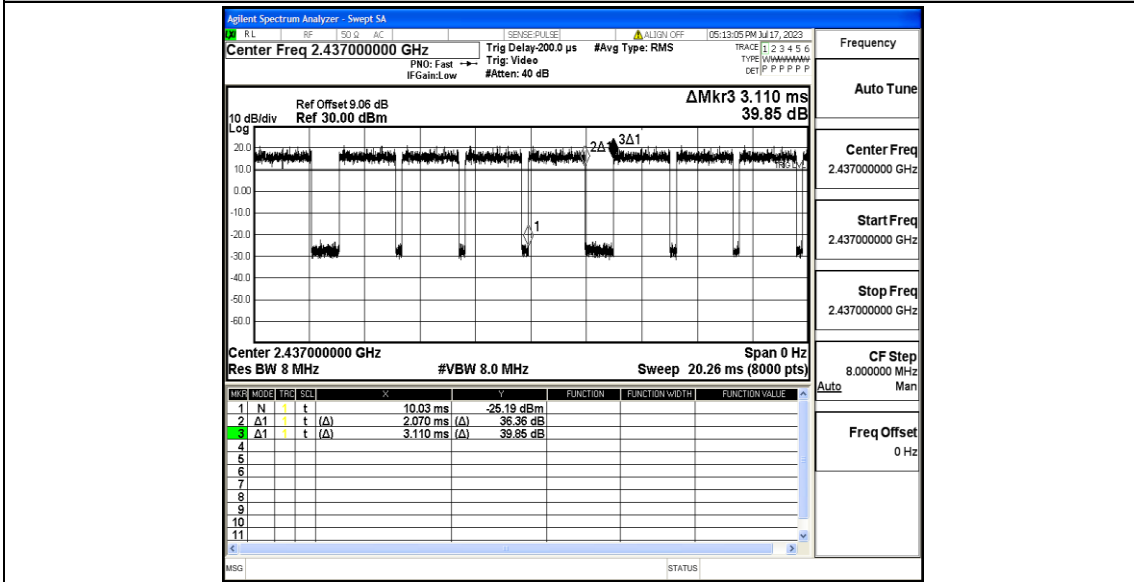 Agilent Spectrum Analyzer - Swept SA
RL RF 50 Ω AC SENSE:PULSE ALIGN OFF 05:13:05 PM Jul 17, 2023
Center Freq 2.437000000 GHz
PNO: Fast
IFGain:Low
Trig Delay-200.0 µs
Trig: Video
#Atten: 40 dB
#Avg Type: RMS
TRACE 1 2 3 4 5 6
TYPE
DET P P P P P P
ΔMkr3 3.110 ms
39.85 dB
Ref Offset 9.06 dB
10 dB/div Ref 30.00 dBm
Log
20.0
10.0
0.00
-10.0
-20.0
-30.0
-40.0
-50.0
-60.0
2Δ1
3Δ1
1
Center 2.437000000 GHz Span 0 Hz
Res BW 8 MHz #VBW 8.0 MHz Sweep 20.26 ms (8000 pts)
MKR MODE TRC SCL X Y FUNCTION FUNCTION WIDTH FUNCTION VALUE
1 N 1 t 10.03 ms -25.19 dBm
2 Δ1 1 t (Δ) 2.070 ms (Δ) 36.36 dB
3 Δ1 1 t (Δ) 3.110 ms (Δ) 39.85 dB
4
5
6
7
8
9
10
11
MSG STATUS
Frequency
Auto Tune
Center Freq
2.437000000 GHz
Start Freq
2.437000000 GHz
Stop Freq
2.437000000 GHz
CF Step
8.000000 MHz
Auto Man
Freq Offset
0 Hz